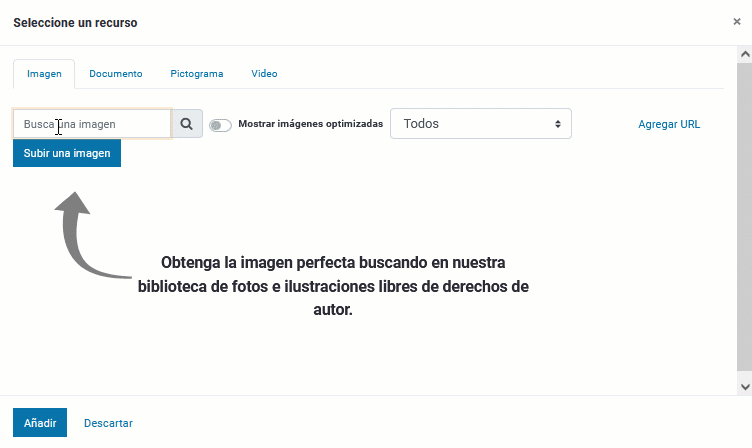 Seleccione un recurso ×
Imagen Documento Pictograma Video
Busca una imagen Mostrar imágenes optimizadas Todos Agregar URL
Subir una imagen
Obtenga la imagen perfecta buscando en nuestra
biblioteca de fotos e ilustraciones libres de derechos de
autor.
Añadir Descartar